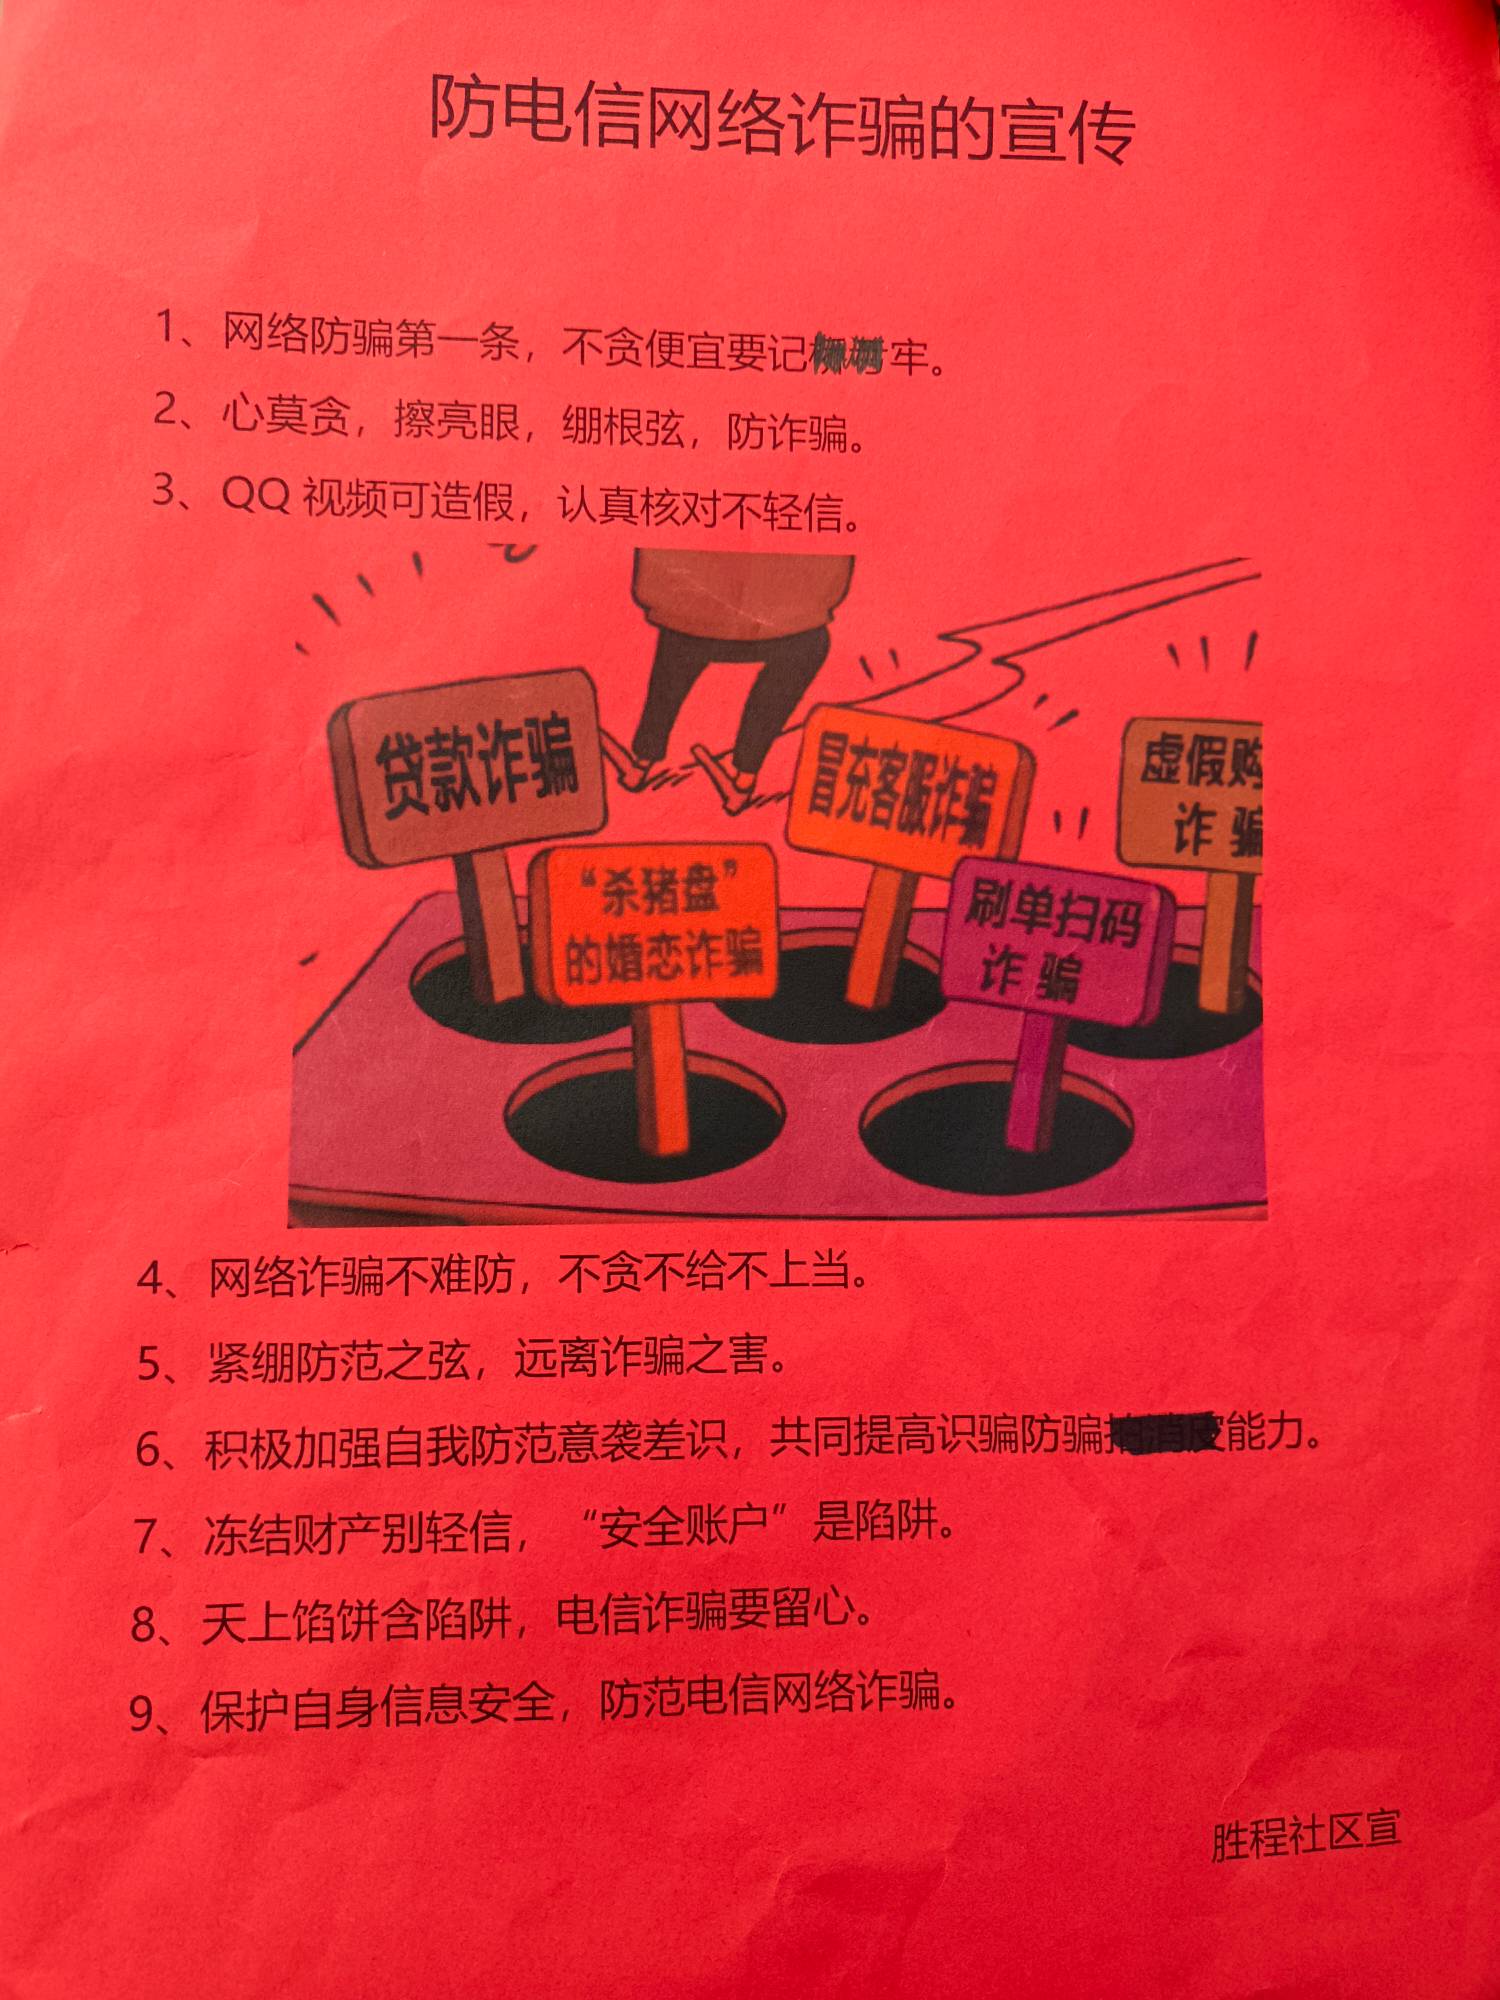 防电信网络诈骗的宣传
1、网络防骗第一条，不贪便宜要记牢。
2、心莫贪，擦亮眼，绷根弦，防诈骗。
3、QQ 视频可造假，认真核对不轻信。
贷款诈骗
冒充客服诈骗
虚假购
诈骗
“杀猪盘”
的婚恋诈骗
刷单扫码
诈骗
4、网络诈骗不难防，不贪不给不上当。
5、紧绷防范之弦，远离诈骗之害。
6、积极加强自我防范意袭差识，共同提高识骗防骗能力。
7、冻结财产别轻信，“安全账户”是陷阱。
8、天上馅饼含陷阱，电信诈骗要留心。
9、保护自身信息安全，防范电信网络诈骗。
胜程社区宣